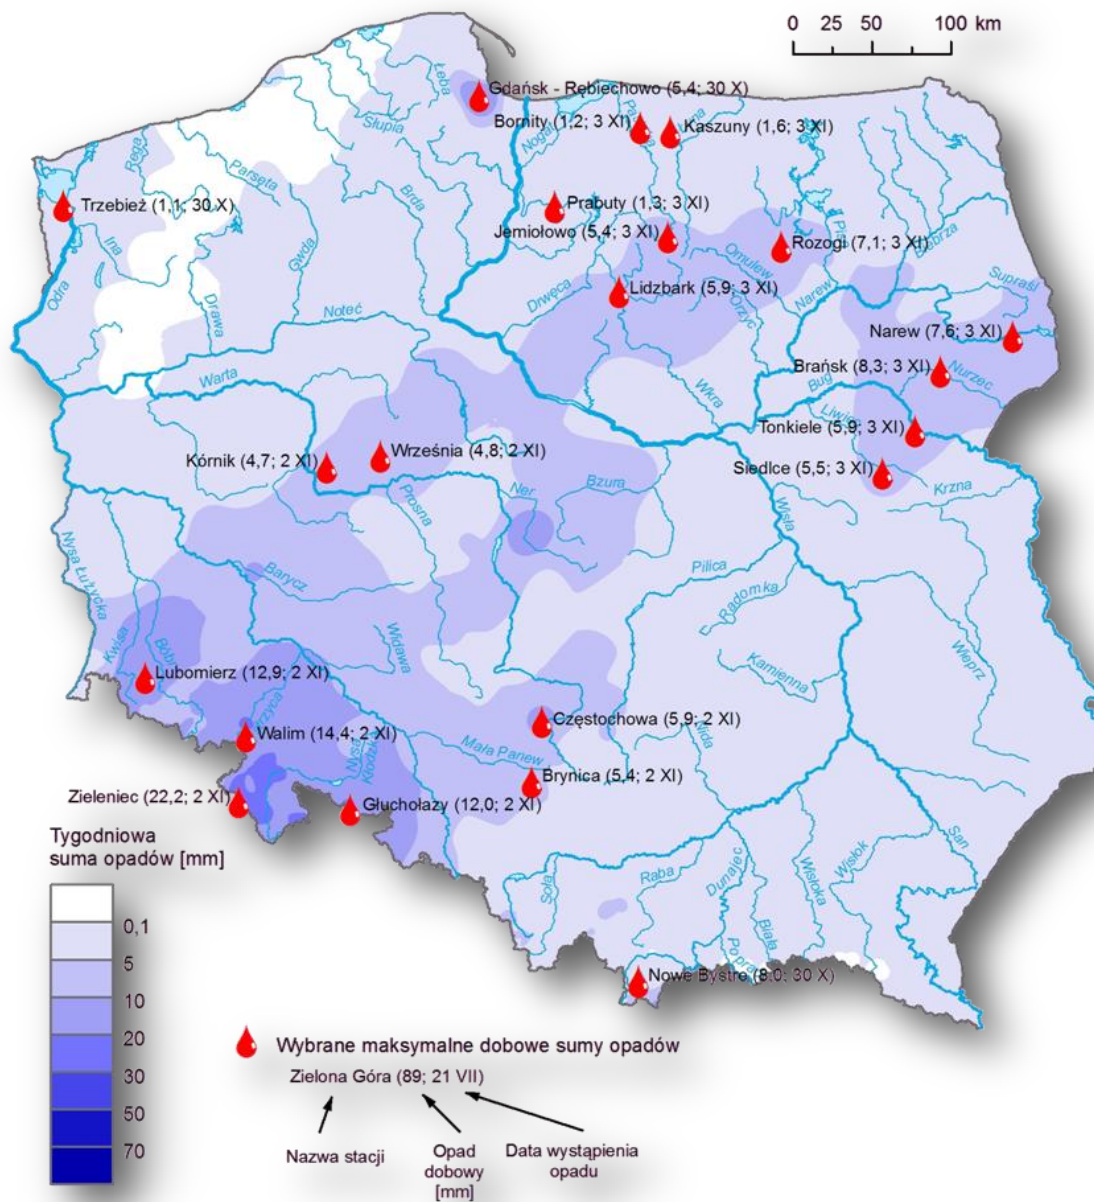 0 25 50 100 km
Łeba
Gdańsk - Rębiechowo (5,4; 30 X)
Słupia
Bornity (1,2; 3 XI)
Kaszuny (1,6; 3 XI)
Nogat
Rega
Parsęta
Trzebież (1,1; 30 X)
Brda
Prabuty (1,3; 3 XI)
Jemiołowo (5,4; 3 XI)
Rozogi (7,1; 3 XI)
Ina
Gwda
Omulew
Supraśl
Odra
Drwęca
Lidzbark (5,9; 3 XI)
Orzyc
Narew
Drawa
Noteć
Narew (7,6; 3 XI)
Brańsk (8,3; 3 XI)
Warta
Wkra
Bug
Nurzec
Liwiec
Tonkiele (5,9; 3 XI)
Września (4,8; 2 XI)
Kórnik (4,7; 2 XI)
Siedlce (5,5; 3 XI)
Ner
Bzura
Krzna
Prosna
Wisła
Nysa Łużycka
Barycz
Pilica
Radomka
Kwisa
Bóbr
Widawa
Kamienna
Wieprz
Lubomierz (12,9; 2 XI)
Częstochowa (5,9; 2 XI)
Walim (14,4; 2 XI)
Nysa Kłodzka
Mała Panew
Nida
Brynica (5,4; 2 XI)
Zieleniec (22,2; 2 XI)
Głuchołazy (12,0; 2 XI)
San
Tygodniowa
suma opadów [mm]
Soła
Raba
Dunajec
Wisłoka
Wisłok
Biała
Poprad
0,1
5
10
20
30
50
70
Nowe Bystre (8,0; 30 X)
Wybrane maksymalne dobowe sumy opadów
Zielona Góra (89; 21 VII)
Nazwa stacji
Opad
dobowy
[mm]
Data wystąpienia
opadu